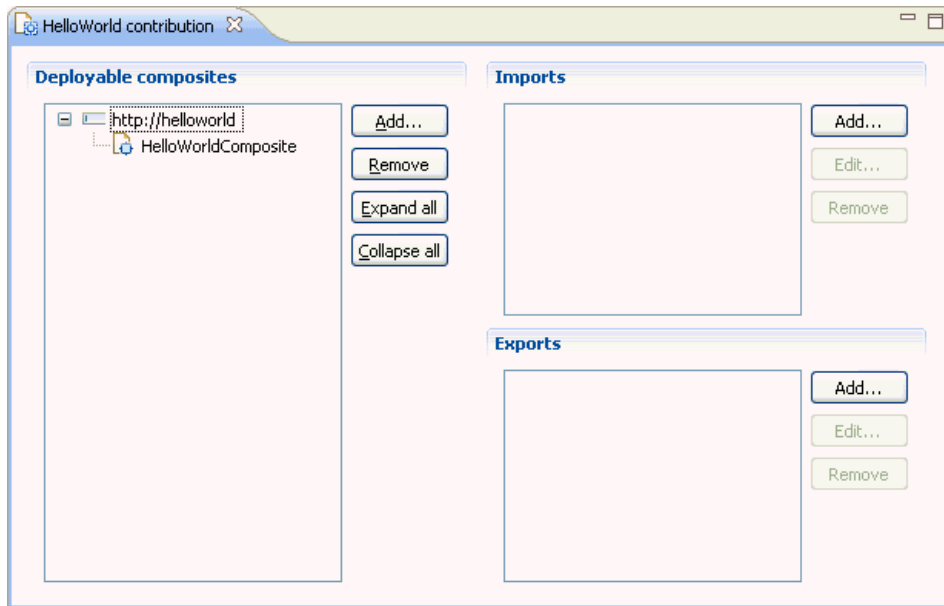 HelloWorld contribution
Deployable composites
http://helloworld
HelloWorldComposite
Add...
Remove
Expand all
Collapse all
Imports
Add...
Edit...
Remove
Exports
Add...
Edit...
Remove